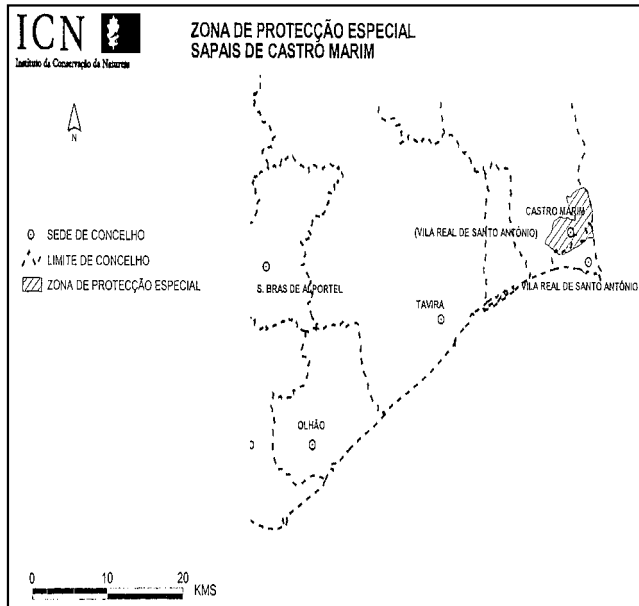 ICN
Instituto da Conservação da Natureza
ZONA DE PROTECÇÃO ESPECIAL
SAPAIS DE CASTRO MARIM
N
SEDE DE CONCELHO
LIMITE DE CONCELHO
ZONA DE PROTECÇÃO ESPECIAL
CASTRO MARIM
(VILA REAL DE SANTO ANTÓNIO)
VILA REAL DE SANTO ANTÓNIO
S. BRAS DE ALPORTEL
TAVIRA
OLHÃO
0 10 20 KMS